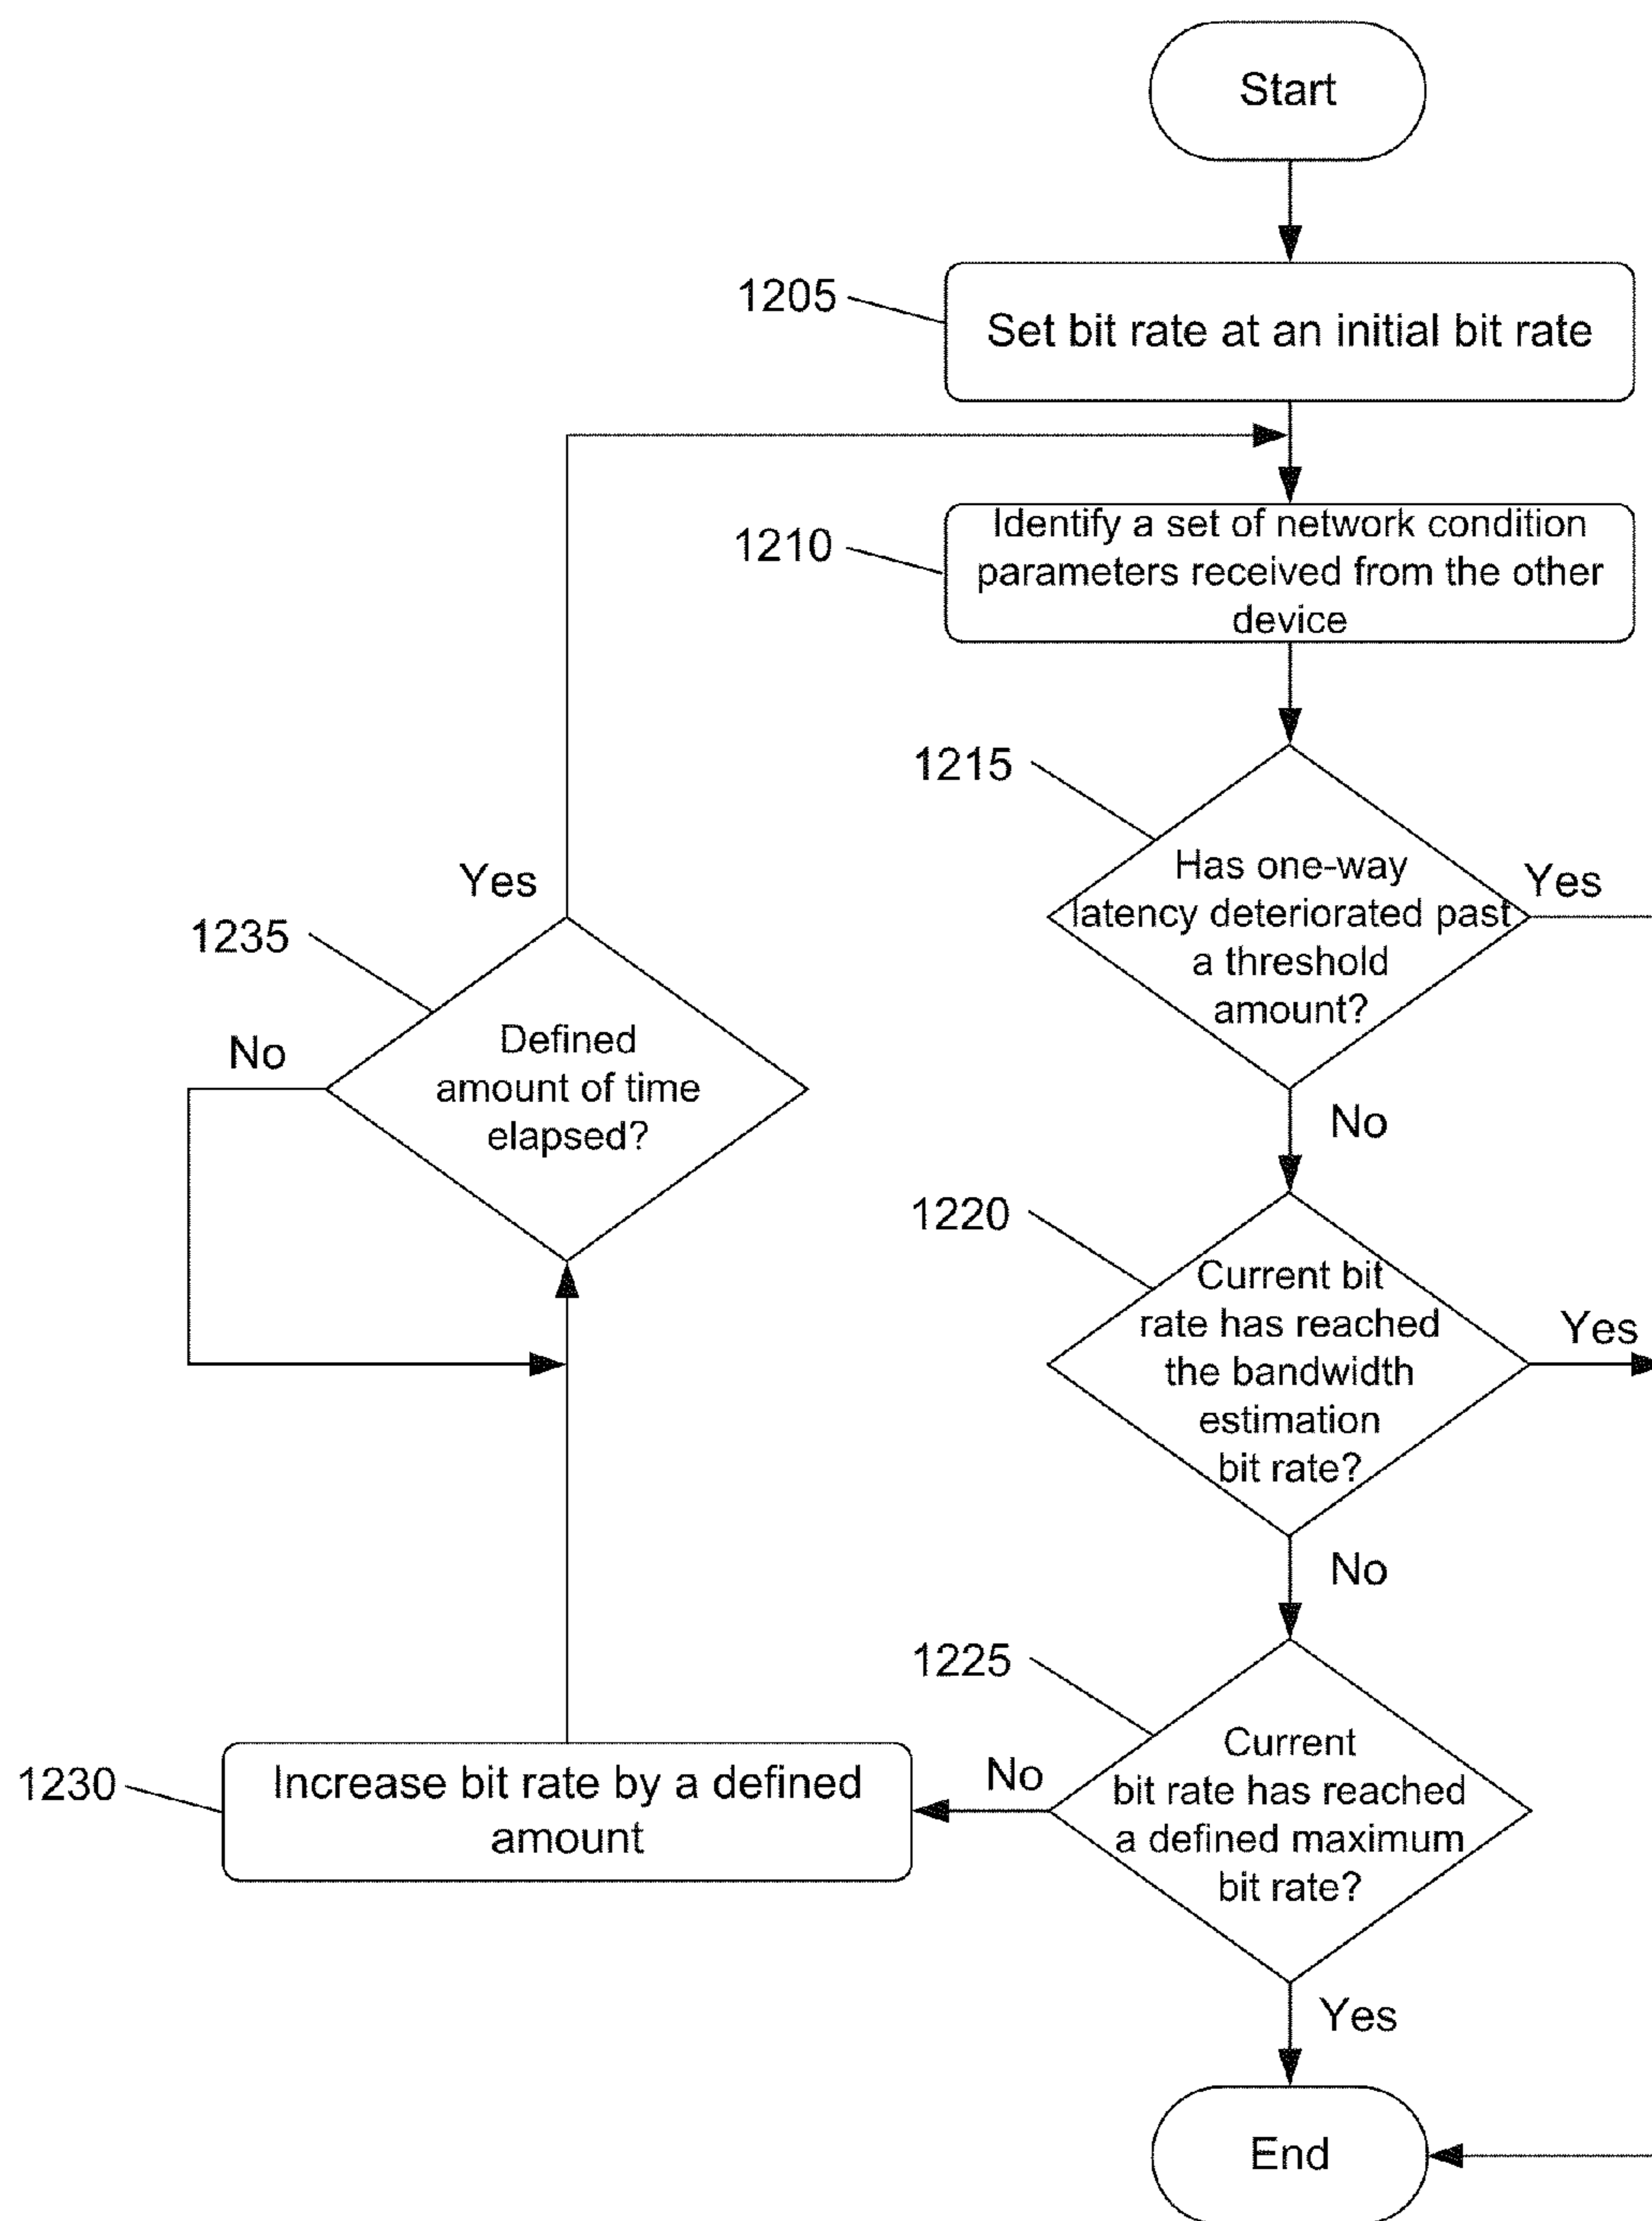 Start
1205
Set bit rate at an initial bit rate
1210
Identify a set of network condition
parameters received from the other
device
1215
Has one-way
latency deteriorated past
a threshold
amount?
Yes
No
1235
Yes
No
Defined
amount of time
elapsed?
1220
Current bit
rate has reached
the bandwidth
estimation
bit rate?
Yes
No
1225
Current
bit rate has reached
a defined maximum
bit rate?
No
1230
Increase bit rate by a defined
amount
Yes
End